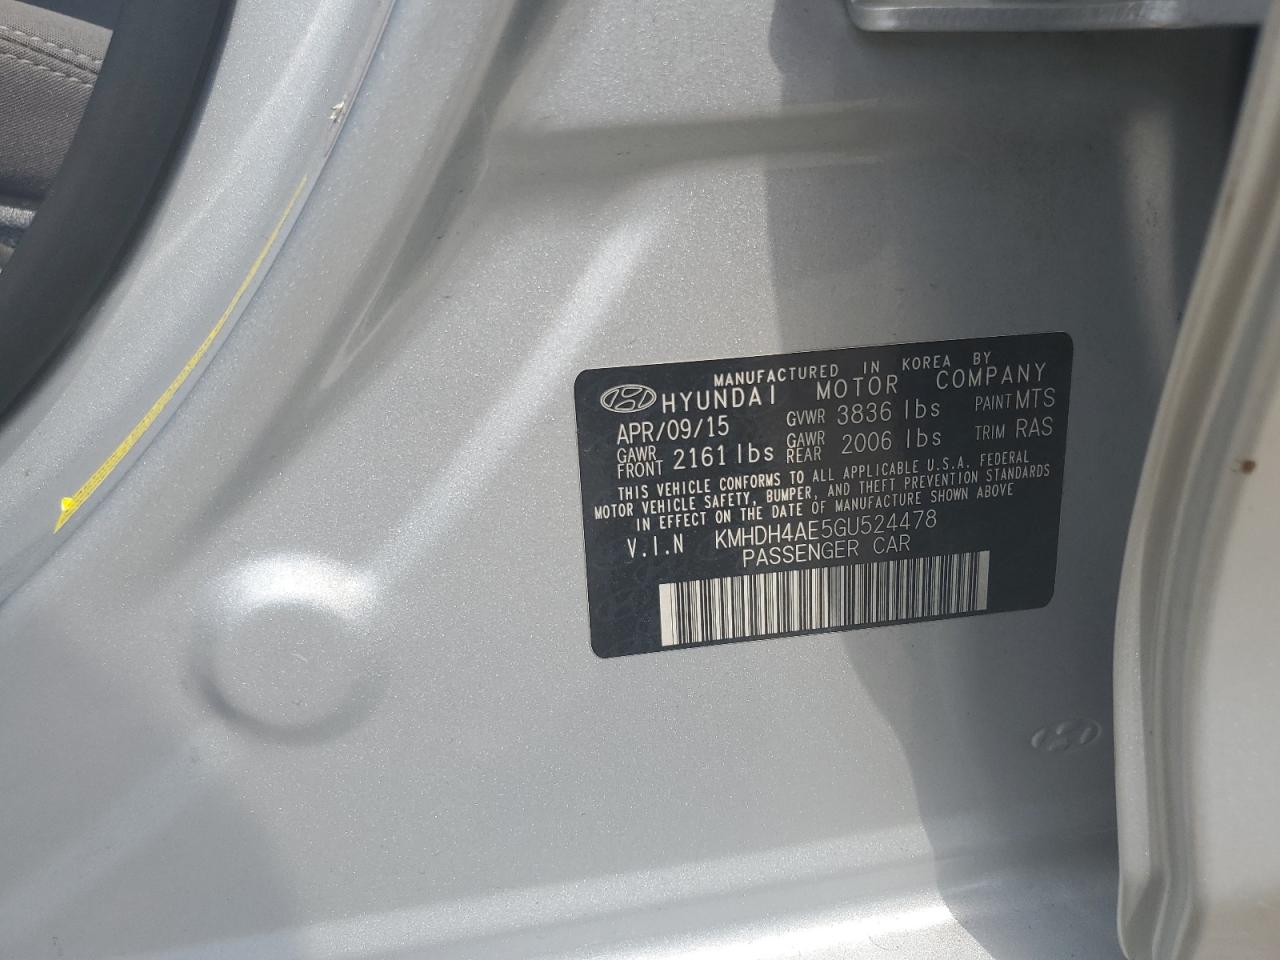 MANUFACTURED IN KOREA BY
HYUNDAI MOTOR COMPANY
APR/09/15 GVWR 3836 lbs PAINT MTS
GAWR FRONT 2161 lbs GAWR REAR 2006 lbs TRIM RAS
THIS VEHICLE CONFORMS TO ALL APPLICABLE U.S.A. FEDERAL
MOTOR VEHICLE SAFETY, BUMPER, AND THEFT PREVENTION STANDARDS
IN EFFECT ON THE DATE OF MANUFACTURE SHOWN ABOVE
V.I.N KMHDH4AE5GU524478
PASSENGER CAR